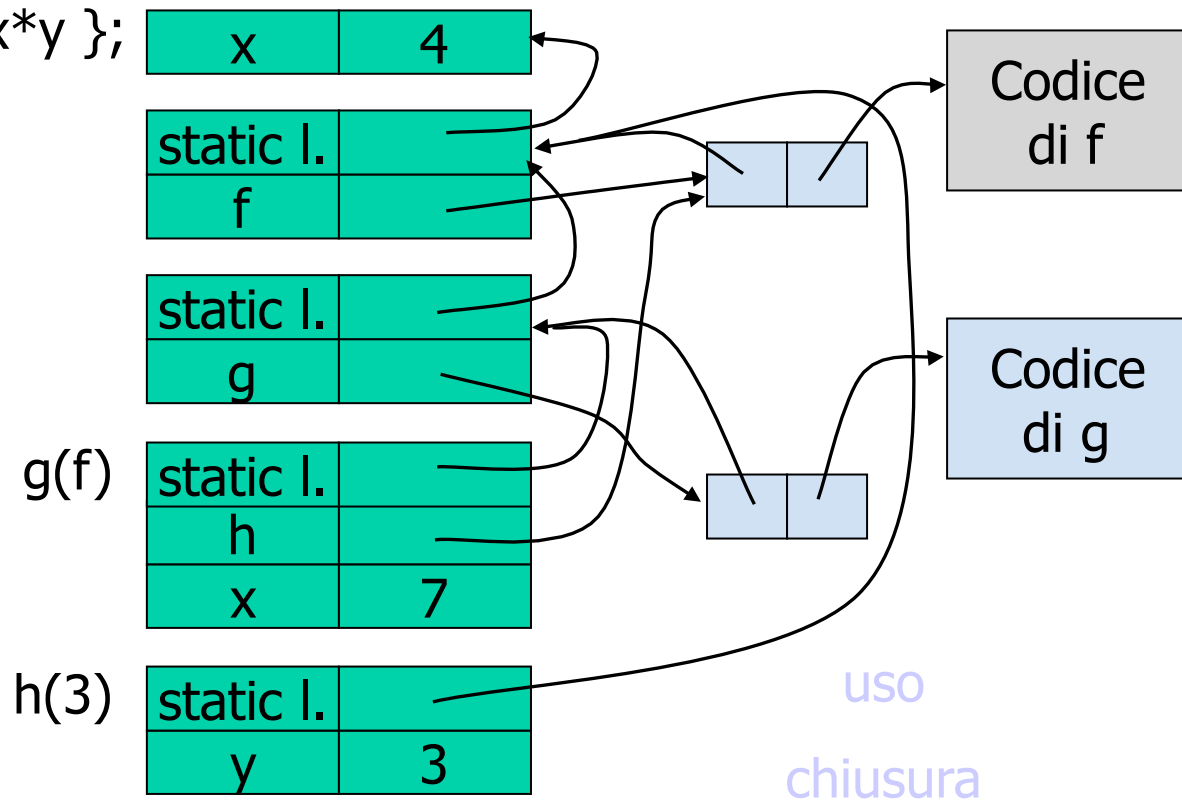 x*y };
x 4
static l.
f
static l.
g
g(f)
static l.
h
x 7
h(3)
static l.
y 3
Codice
di f
Codice
di g
uso
chiusura